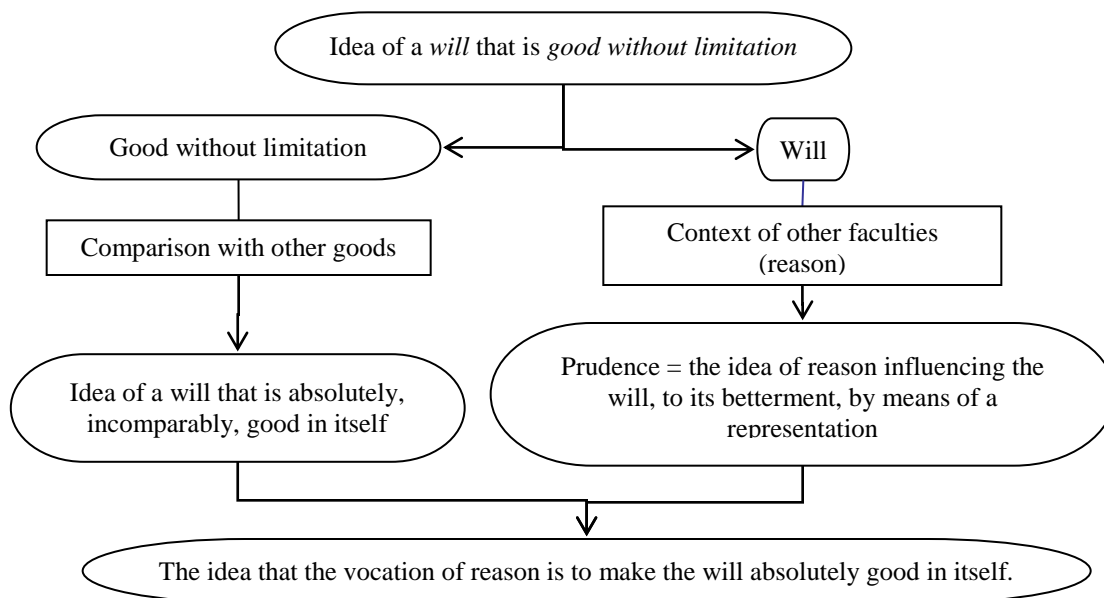 Idea of a will that is good without limitation
Good without limitation
Will
Comparison with other goods
Context of other faculties
(reason)
Idea of a will that is absolutely,
incomparably, good in itself
Prudence = the idea of reason influencing the
will, to its betterment, by means of a
representation
The idea that the vocation of reason is to make the will absolutely good in itself.